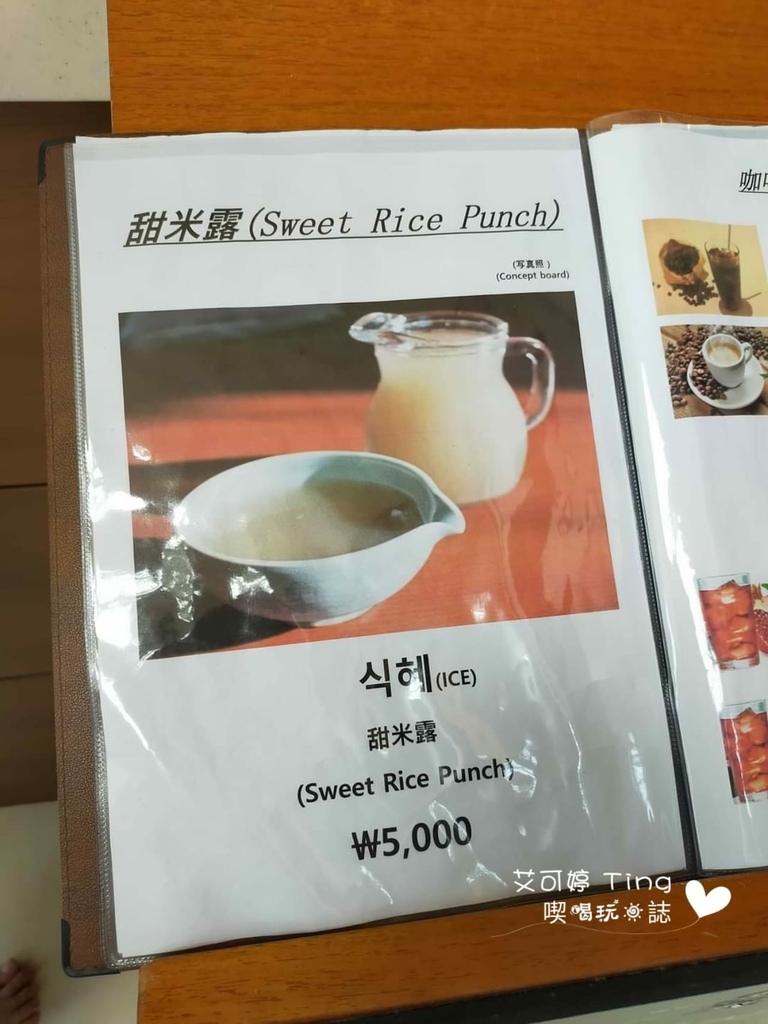 甜米露(Sweet Rice Punch)
(写真照)
(Concept board)
식혜(ICE)
甜米露
(Sweet Rice Punch)
₩5,000
咖
艾可婷 Ting
喫喝玩樂誌